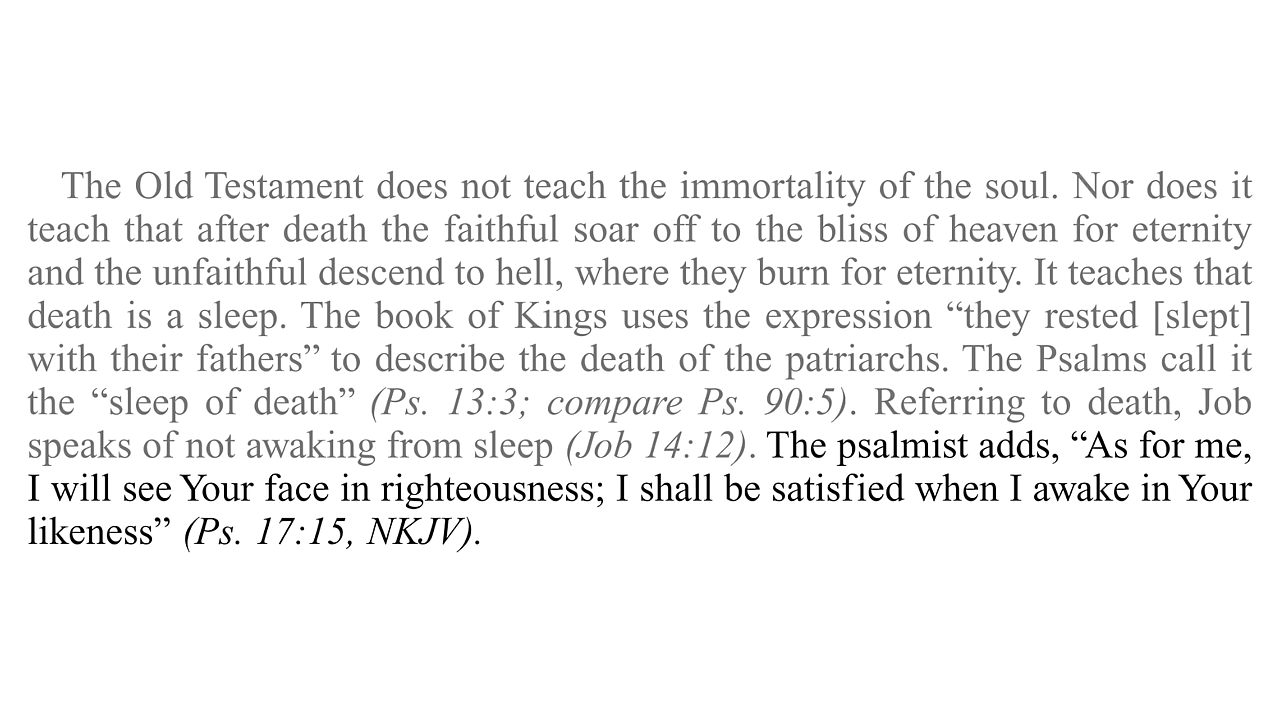 The Old Testament does not teach the immortality of the soul. Nor does it
teach that after death the faithful soar off to the bliss of heaven for eternity
and the unfaithful descend to hell, where they burn for eternity. It teaches that
death is a sleep. The book of Kings uses the expression “they rested [slept]
with their fathers” to describe the death of the patriarchs. The Psalms call it
the “sleep of death” (Ps. 13:3; compare Ps. 90:5). Referring to death, Job
speaks of not awaking from sleep (Job 14:12). The psalmist adds, “As for me,
I will see Your face in righteousness; I shall be satisfied when I awake in Your
likeness” (Ps. 17:15, NKJV).